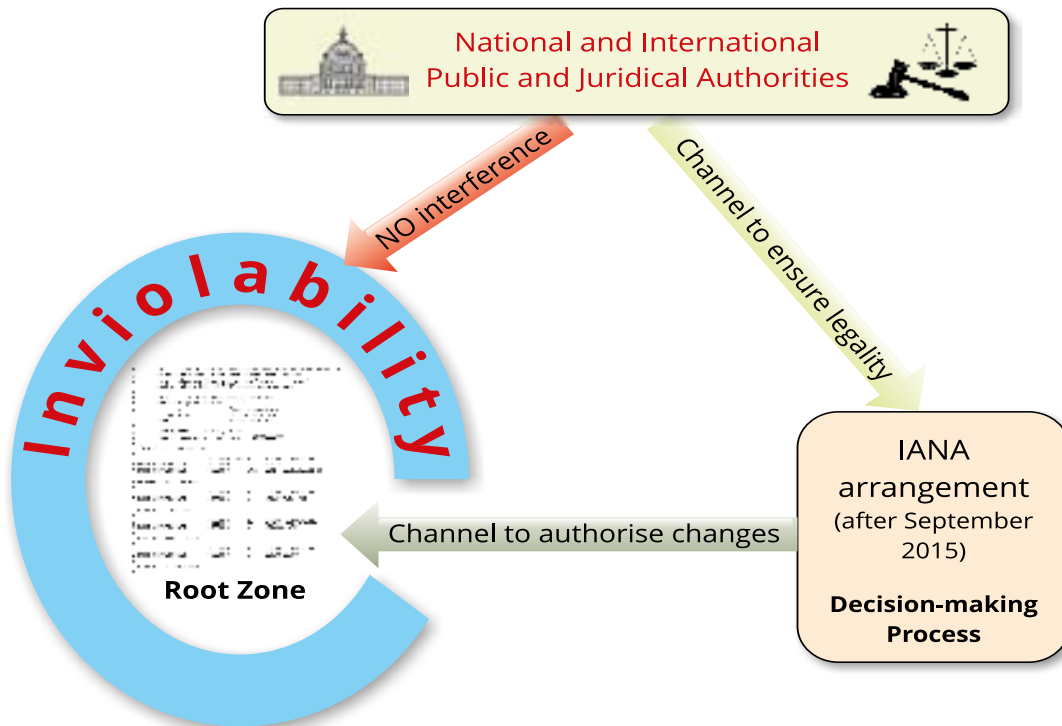 National and International
Public and Juridical Authorities
NO interference
Channel to ensure legality
Inviolability
Root Zone
Channel to authorise changes
IANA
arrangement
(after September
2015)
Decision-making
Process